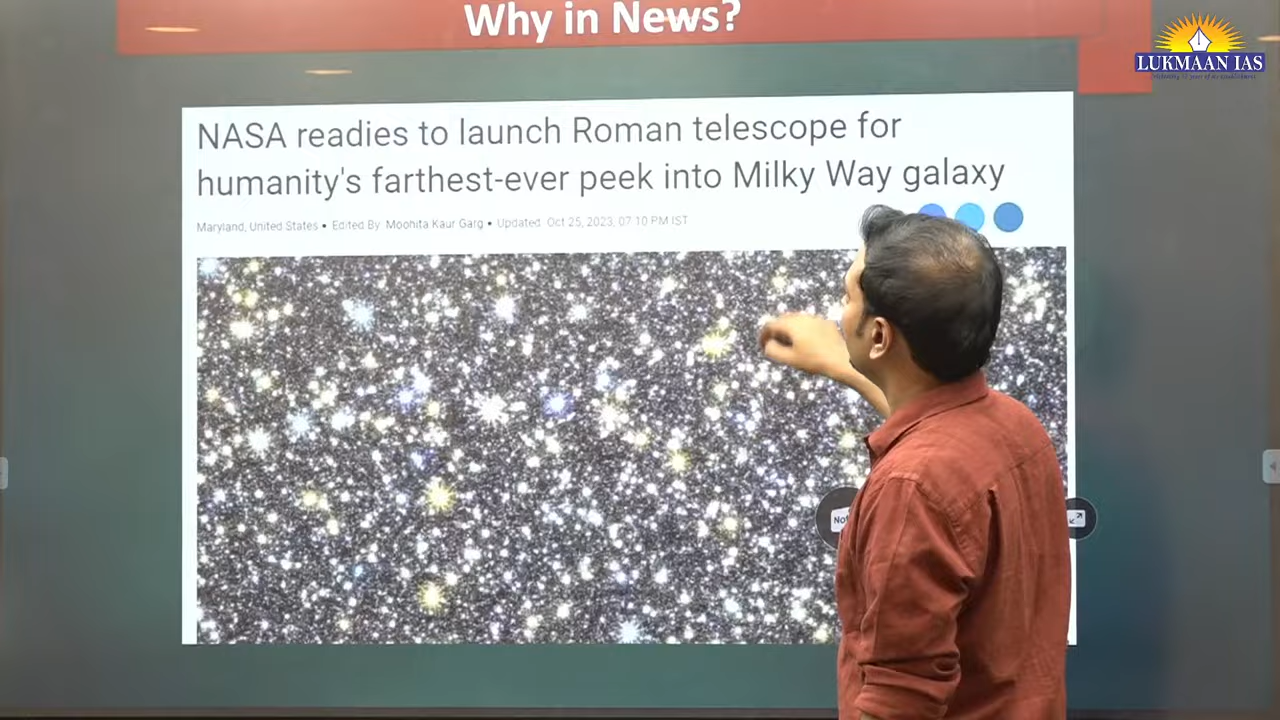 Why in News?
LUKMAAN IAS
NASA readies to launch Roman telescope for
humanity's farthest-ever peek into Milky Way galaxy
Maryland, United States • Edited By: Moohita Kaur Garg • Updated: Oct 25, 2023, 07:10 PM IST